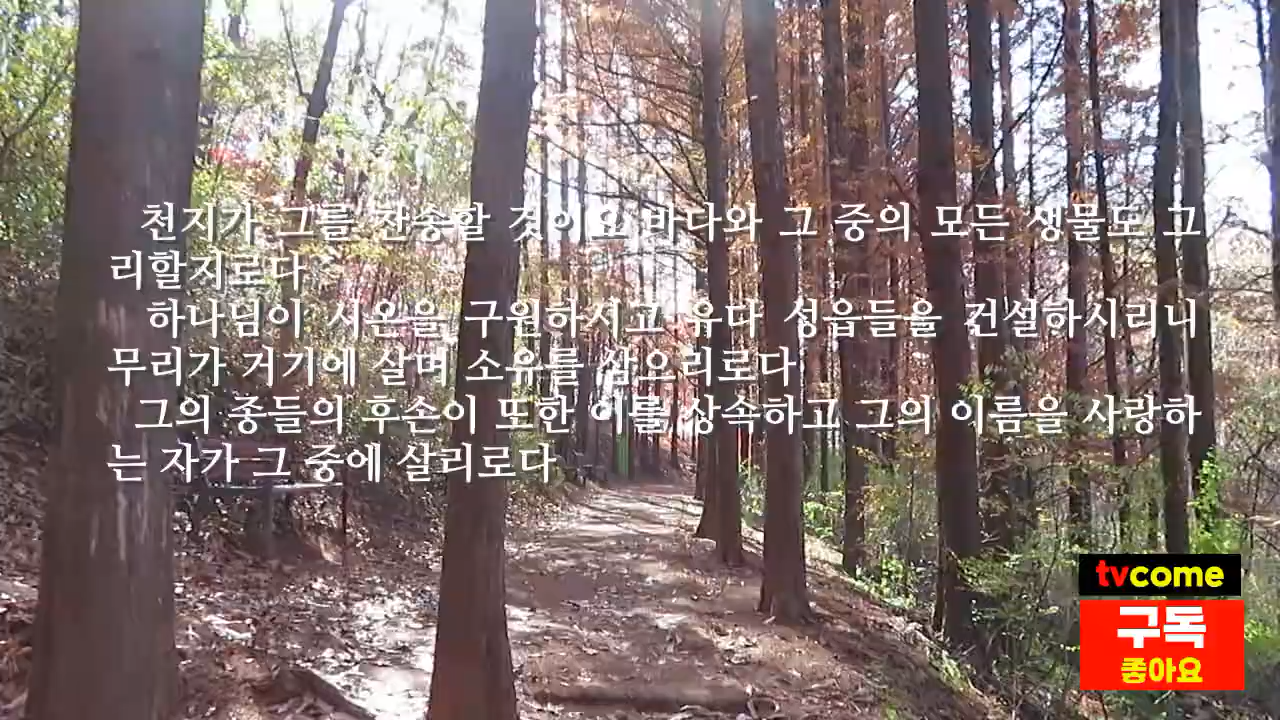 천지가 그를 찬송할 것이요 바다와 그 중의 모든 생물도 그
리할지로다
하나님이 시온을 구원하시고 유다 성읍들을 건설하시리니
무리가 거기에 살며 소유를 삼으리로다
그의 종들의 후손이 또한 이를 상속하고 그의 이름을 사랑하
는 자가 그 중에 살리로다
tvcome
구독
좋아요